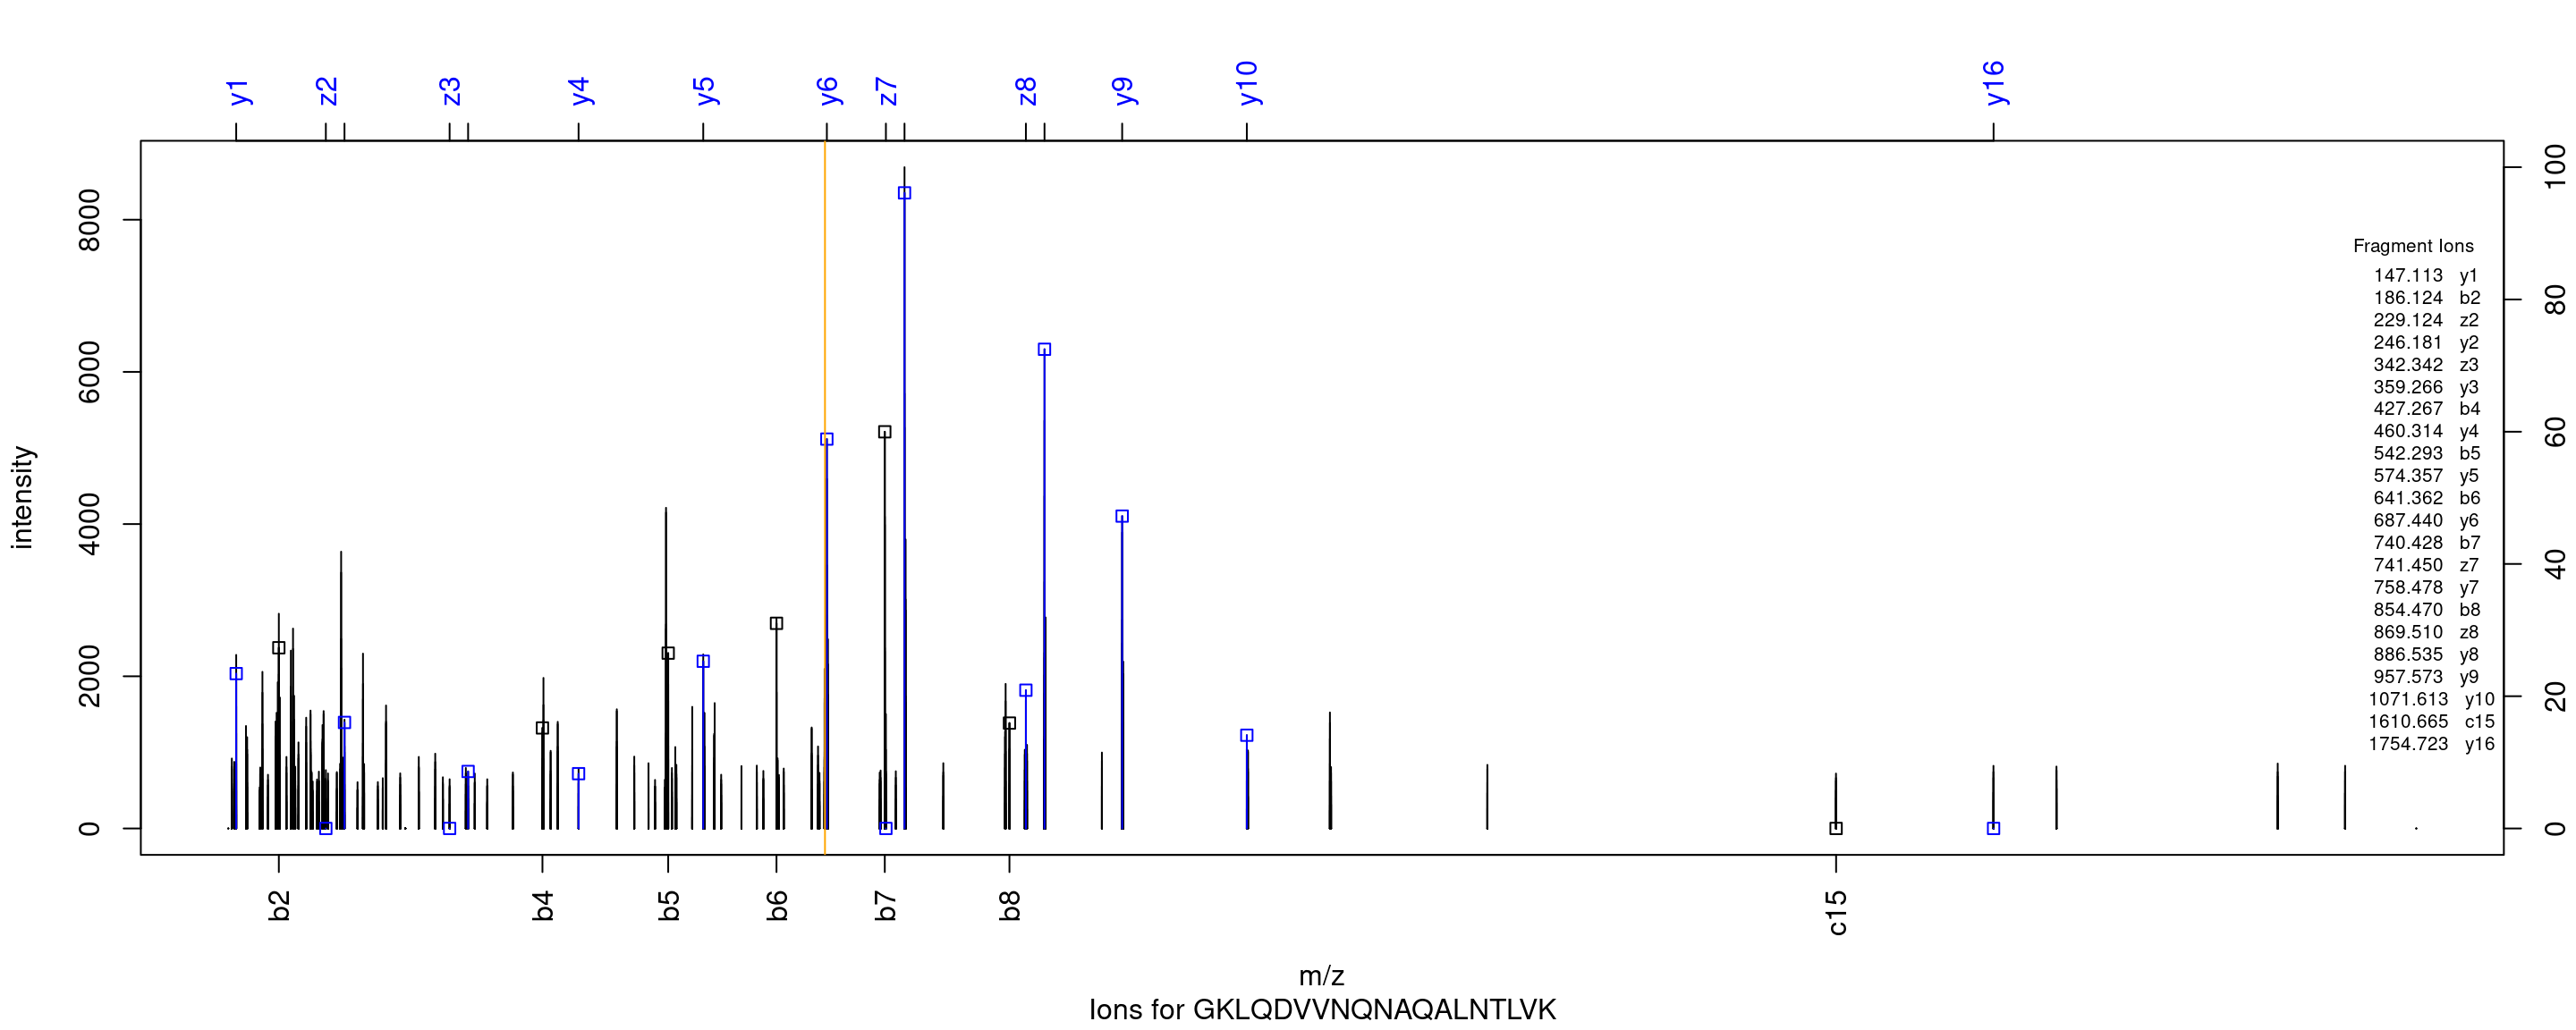 y1 z2 z3 y4 y5 y6 z7 z8 y9 y10 y16
intensity
8000
6000
4000
2000
0
100
80
60
40
20
0
Fragment Ions
147.113 y1
186.124 b2
229.124 z2
246.181 y2
342.342 z3
359.266 y3
427.267 b4
460.314 y4
542.293 b5
574.357 y5
641.362 b6
687.440 y6
740.428 b7
741.450 z7
758.478 y7
854.470 b8
869.510 z8
886.535 y8
957.573 y9
1071.613 y10
1610.665 c15
1754.723 y16
b2 b4 b5 b6 b7 b8 c15
m/z
Ions for GKLQDVVNQNAQALNTLVK